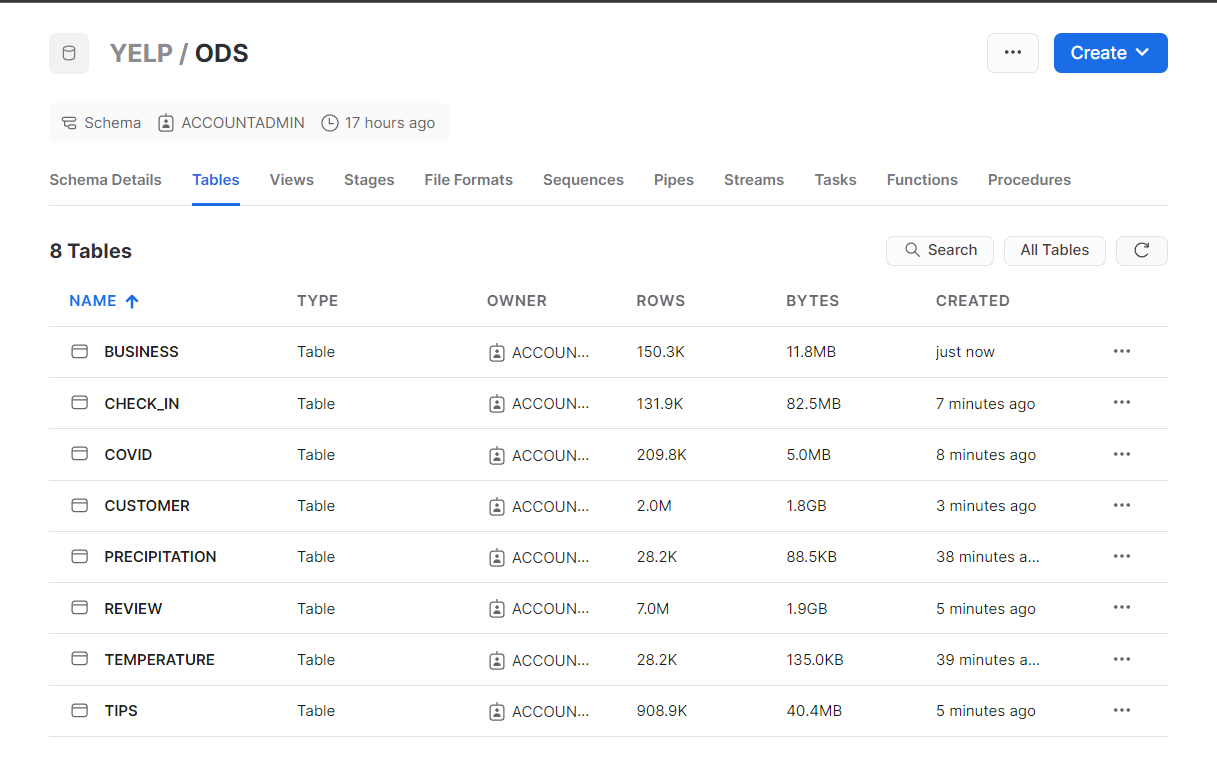 YELP / ODS
... Create
Schema ACCOUNTADMIN 17 hours ago
Schema Details Tables Views Stages File Formats Sequences Pipes Streams Tasks Functions Procedures
8 Tables Search All Tables
NAME TYPE OWNER ROWS BYTES CREATED
BUSINESS Table ACCOUN... 150.3K 11.8MB just now ...
CHECK_IN Table ACCOUN... 131.9K 82.5MB 7 minutes ago ...
COVID Table ACCOUN... 209.8K 5.0MB 8 minutes ago ...
CUSTOMER Table ACCOUN... 2.0M 1.8GB 3 minutes ago ...
PRECIPITATION Table ACCOUN... 28.2K 88.5KB 38 minutes a... ...
REVIEW Table ACCOUN... 7.0M 1.9GB 5 minutes ago ...
TEMPERATURE Table ACCOUN... 28.2K 135.0KB 39 minutes a... ...
TIPS Table ACCOUN... 908.9K 40.4MB 5 minutes ago ...